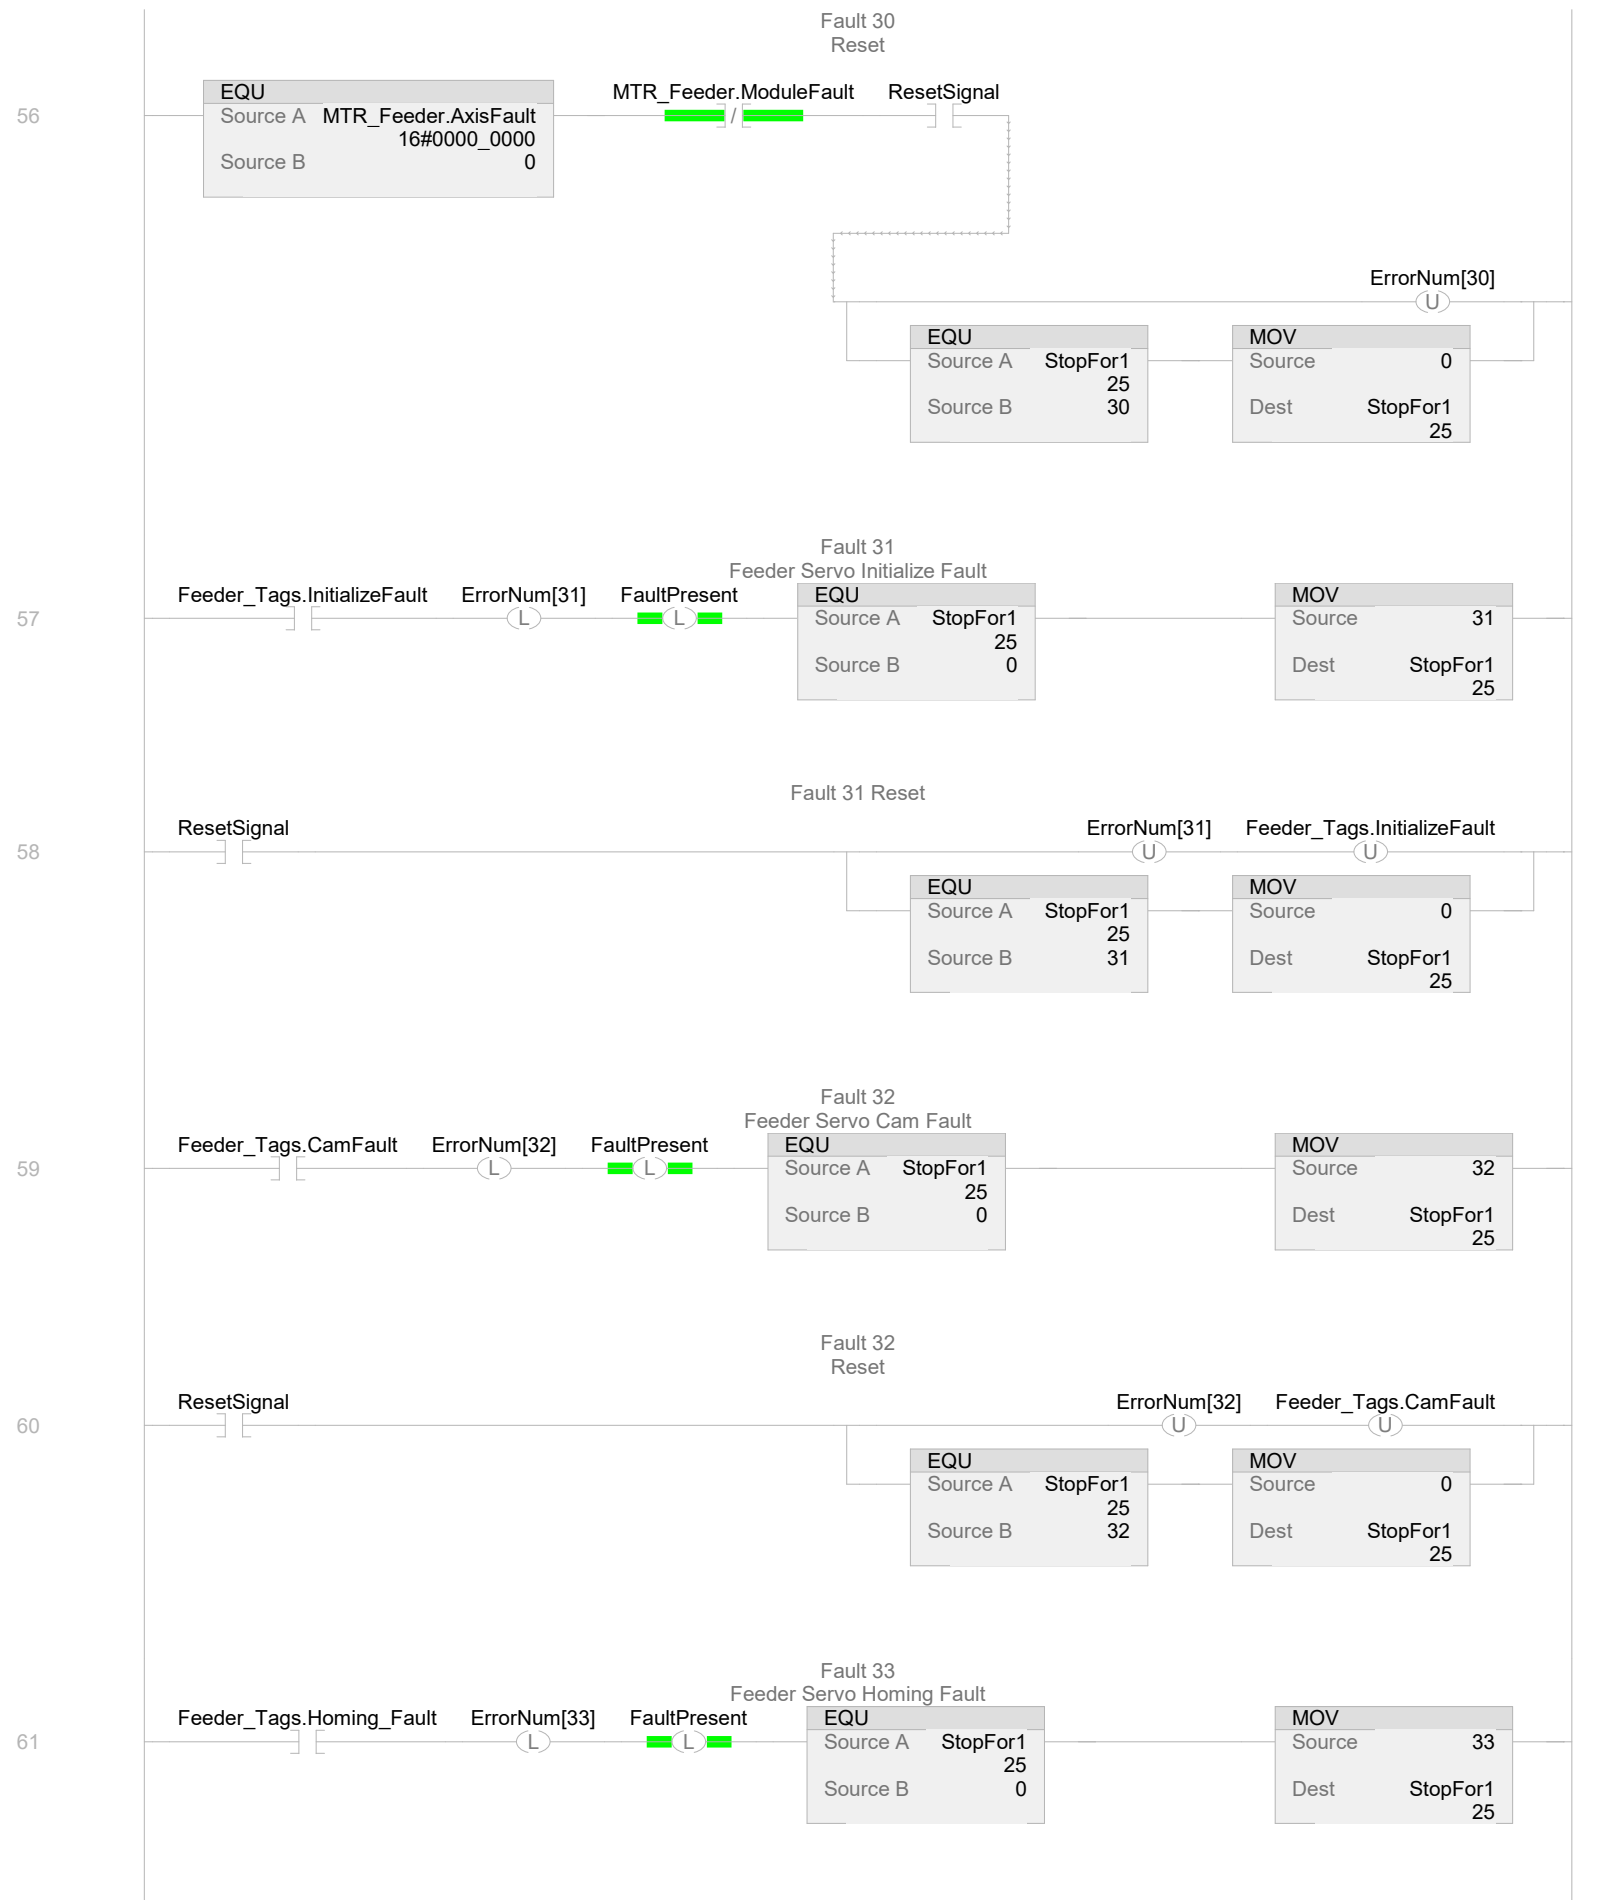 Fault 30
Reset
56
EQU
Source A MTR_Feeder.AxisFault
16#0000_0000
Source B 0
MTR_Feeder.ModuleFault
/
ResetSignal
ErrorNum[30]
U
EQU
Source A StopFor1
25
Source B 30
MOV
Source 0
Dest StopFor1
25
Fault 31
Feeder Servo Initialize Fault
57
Feeder_Tags.InitializeFault
ErrorNum[31]
L
FaultPresent
L
EQU
Source A StopFor1
25
Source B 0
MOV
Source 31
Dest StopFor1
25
Fault 31 Reset
58
ResetSignal
ErrorNum[31]
U
Feeder_Tags.InitializeFault
U
EQU
Source A StopFor1
25
Source B 31
MOV
Source 0
Dest StopFor1
25
Fault 32
Feeder Servo Cam Fault
59
Feeder_Tags.CamFault
ErrorNum[32]
L
FaultPresent
L
EQU
Source A StopFor1
25
Source B 0
MOV
Source 32
Dest StopFor1
25
Fault 32
Reset
60
ResetSignal
ErrorNum[32]
U
Feeder_Tags.CamFault
U
EQU
Source A StopFor1
25
Source B 32
MOV
Source 0
Dest StopFor1
25
Fault 33
Feeder Servo Homing Fault
61
Feeder_Tags.Homing_Fault
ErrorNum[33]
L
FaultPresent
L
EQU
Source A StopFor1
25
Source B 0
MOV
Source 33
Dest StopFor1
25